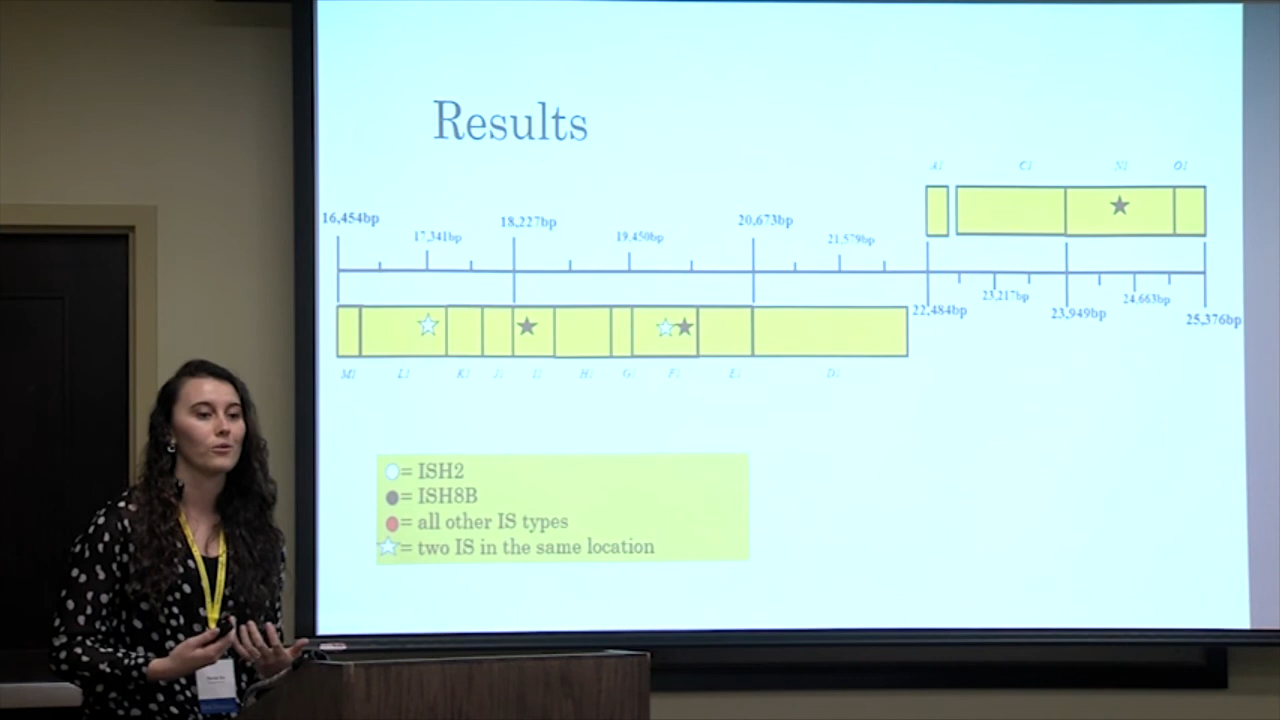 Results
A1 C1 N1 O1
16,454bp 18,227bp 20,673bp
17,341bp 19,450bp 21,579bp
23,217bp 24,663bp
22,484bp 23,949bp 25,376bp
M1 L1 K1 J1 I1 H1 G1 F1 E1 D1
= ISH2
= ISH8B
= all other IS types
= two IS in the same location